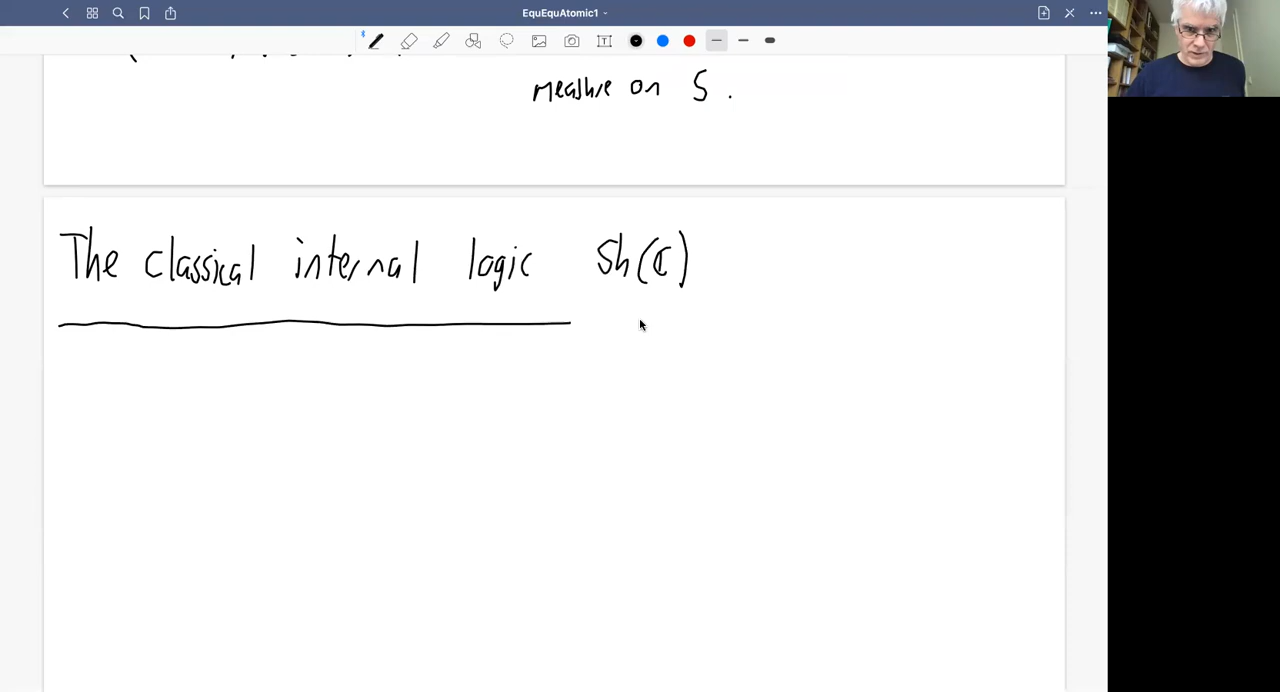 EquEquAtomic1
measure on S.
The classical internal logic Sh(ℂ)